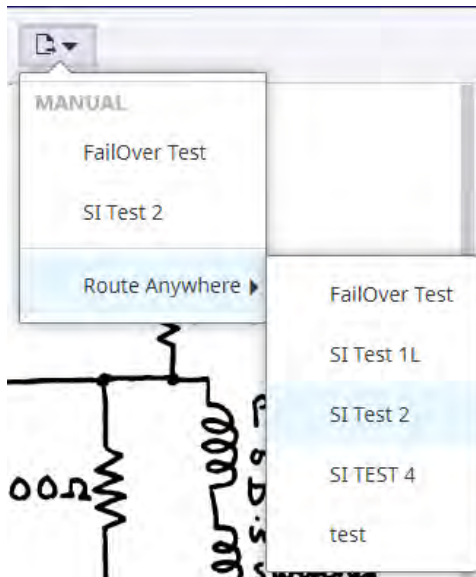 MANUAL
FailOver Test
SI Test 2
Route Anywhere
FailOver Test
SI Test 1L
SI Test 2
SI TEST 4
test
00Ω